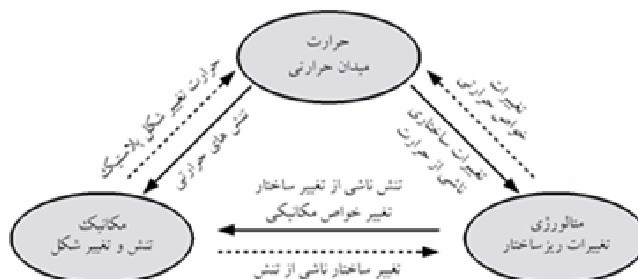 حرارت
میدان حرارتی
حرارت تغییر شکل پلاستیک
تنش های حرارتی
تغییرات
خواص حرارتی
تغییرات ساختاری
ناشی از حرارت
تنش ناشی از تغییر ساختار
تغییر خواص مکانیکی
مکانیک
تنش و تغییر شکل
متالورژی
تغییرات ریزساختار
تغییر ساختار ناشی از تنش